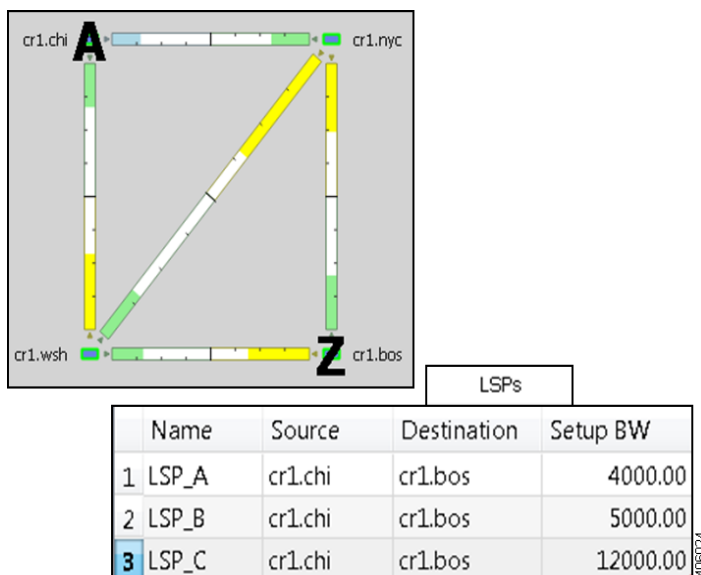 cr1.chi A cr1.nyc
cr1.wsh Z cr1.bos
LSPs
Name Source Destination Setup BW
1 LSP_A cr1.chi cr1.bos 4000.00
2 LSP_B cr1.chi cr1.bos 5000.00
3 LSP_C cr1.chi cr1.bos 12000.00